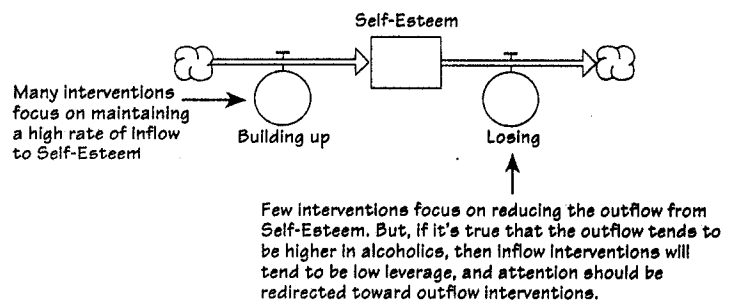 Self-Esteem
Many interventions
focus on maintaining
a high rate of inflow
to Self-Esteem
Building up
Losing
Few interventions focus on reducing the outflow from
Self-Esteem. But, if it's true that the outflow tends to
be higher in alcoholics, then inflow interventions will
tend to be low leverage, and attention should be
redirected toward outflow interventions.